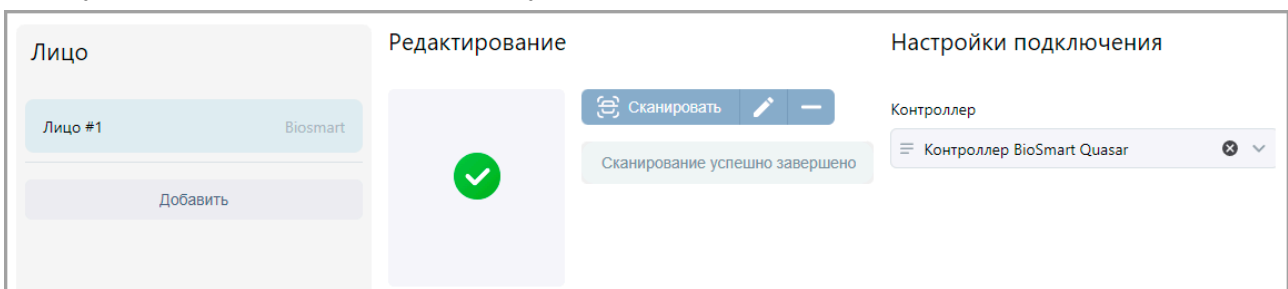 Лицо
Лицо #1 Biosmart
Добавить
Редактирование
Сканировать
Сканирование успешно завершено
Настройки подключения
Контроллер
Контроллер BioSmart Quasar